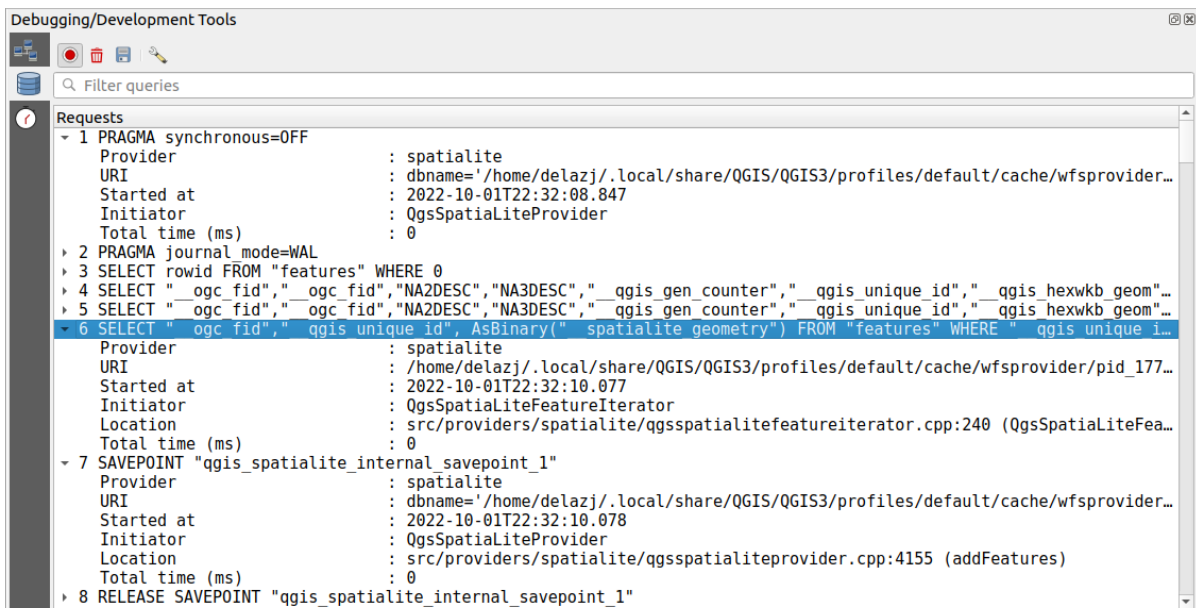 Debugging/Development Tools
Filter queries
Requests
1 PRAGMA synchronous=OFF
Provider : spatialite
URI : dbname='/home/delazj/.local/share/QGIS/QGIS3/profiles/default/cache/wfsprovider…
Started at : 2022-10-01T22:32:08.847
Initiator : QgsSpatiaLiteProvider
Total time (ms) : 0
2 PRAGMA journal_mode=WAL
3 SELECT rowid FROM "features" WHERE 0
4 SELECT "__ogc_fid","__ogc_fid","NA2DESC","NA3DESC","__qgis_gen_counter","__qgis_unique_id","__qgis_hexwkb_geom"…
5 SELECT "__ogc_fid","__ogc_fid","NA2DESC","NA3DESC","__qgis_gen_counter","__qgis_unique_id","__qgis_hexwkb_geom"…
6 SELECT "__ogc_fid","__qgis_unique_id", AsBinary("__spatialite_geometry") FROM "features" WHERE "__qgis_unique_i…
Provider : spatialite
URI : /home/delazj/.local/share/QGIS/QGIS3/profiles/default/cache/wfsprovider/pid_177…
Started at : 2022-10-01T22:32:10.077
Initiator : QgsSpatiaLiteFeatureIterator
Location : src/providers/spatialite/qgsspatialitefeatureiterator.cpp:240 (QgsSpatiaLiteFea…
Total time (ms) : 0
7 SAVEPOINT "qgis_spatialite_internal_savepoint_1"
Provider : spatialite
URI : dbname='/home/delazj/.local/share/QGIS/QGIS3/profiles/default/cache/wfsprovider…
Started at : 2022-10-01T22:32:10.078
Initiator : QgsSpatiaLiteProvider
Location : src/providers/spatialite/qgsspatialiteprovider.cpp:4155 (addFeatures)
Total time (ms) : 0
8 RELEASE SAVEPOINT "qgis_spatialite_internal_savepoint_1"